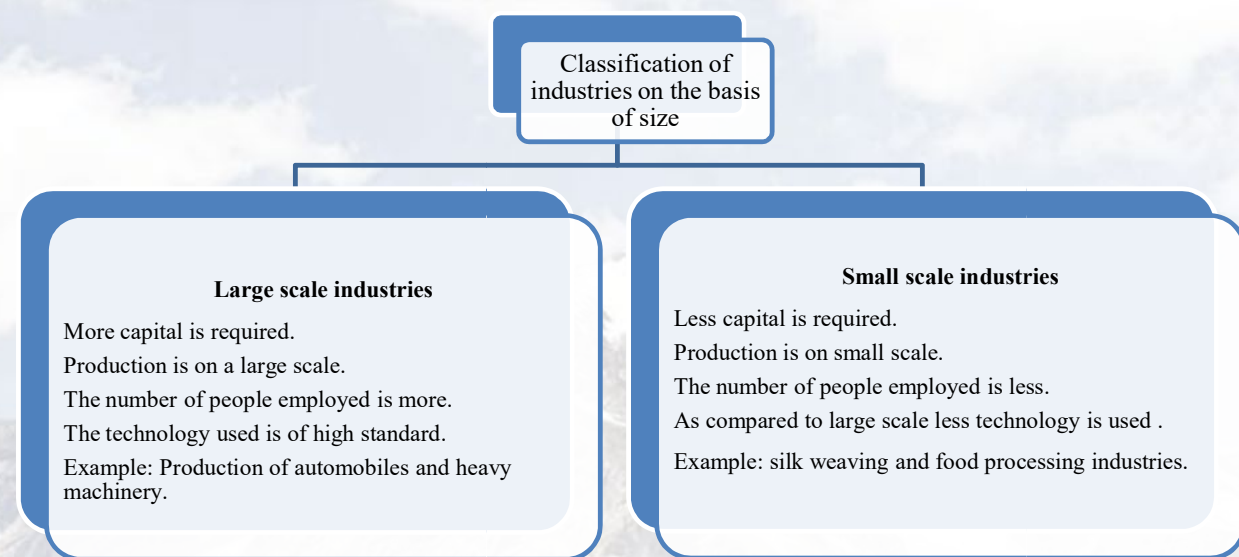 Classification of
industries on the basis
of size
Large scale industries
More capital is required.
Production is on a large scale.
The number of people employed is more.
The technology used is of high standard.
Example: Production of automobiles and heavy
machinery.
Small scale industries
Less capital is required.
Production is on small scale.
The number of people employed is less.
As compared to large scale less technology is used .
Example: silk weaving and food processing industries.